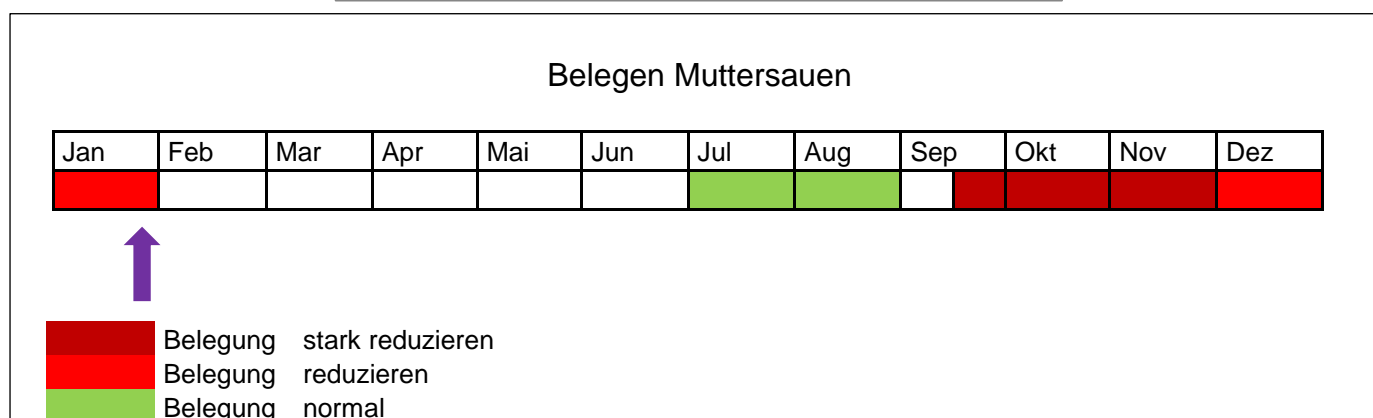 Belegen Muttersauen
Jan Feb Mar Apr Mai Jun Jul Aug Sep Okt Nov Dez
Belegung stark reduzieren
Belegung reduzieren
Belegung normal